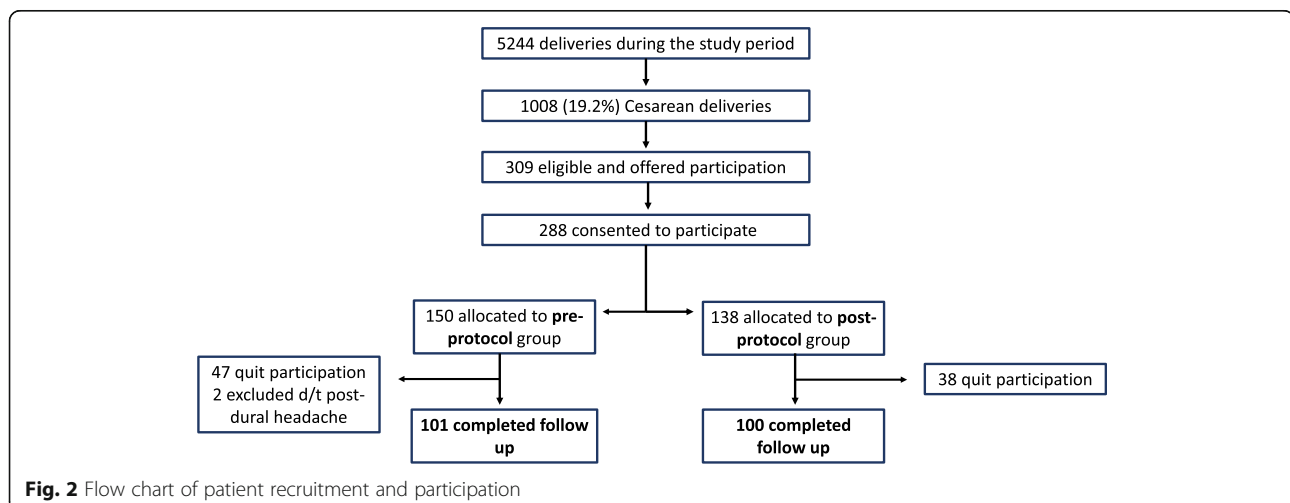 5244 deliveries during the study period
1008 (19.2%) Cesarean deliveries
309 eligible and offered participation
288 consented to participate
150 allocated to pre-
protocol group
138 allocated to post-
protocol group
47 quit participation
2 excluded d/t post-
dural headache
38 quit participation
101 completed follow
up
100 completed
follow up
Fig. 2 Flow chart of patient recruitment and participation